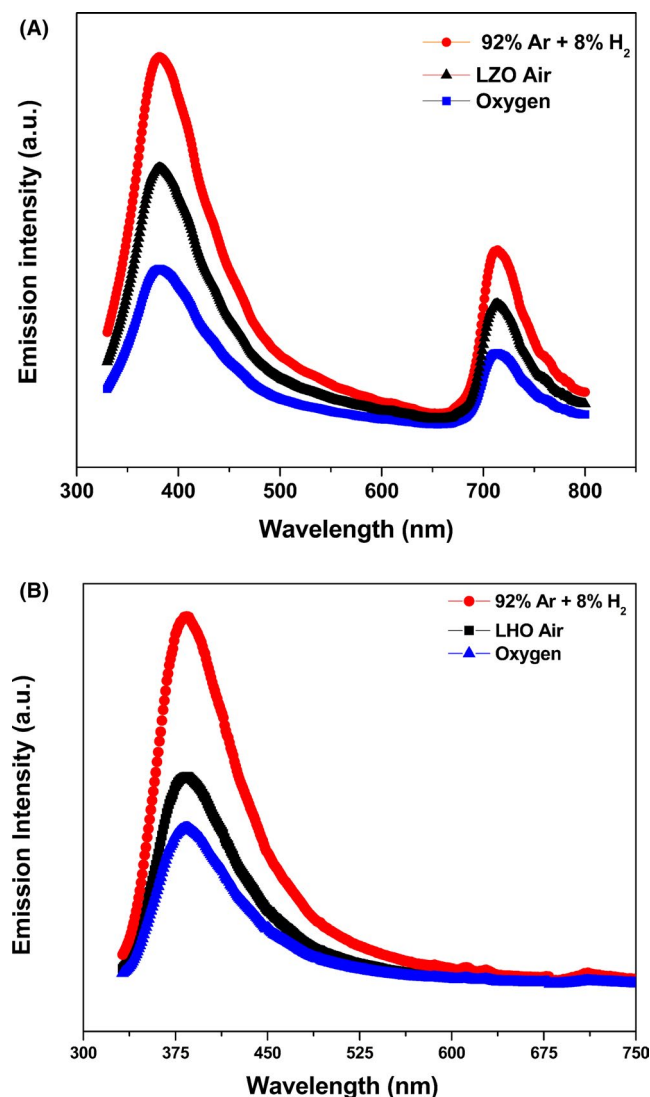 (A)
92% Ar + 8% H2
LZO Air
Oxygen
Emission intensity (a.u.)
300 400 500 600 700 800
Wavelength (nm)
(B)
92% Ar + 8% H2
LHO Air
Oxygen
Emission Intensity (a.u.)
300 375 450 525 600 675 750
Wavelength (nm)